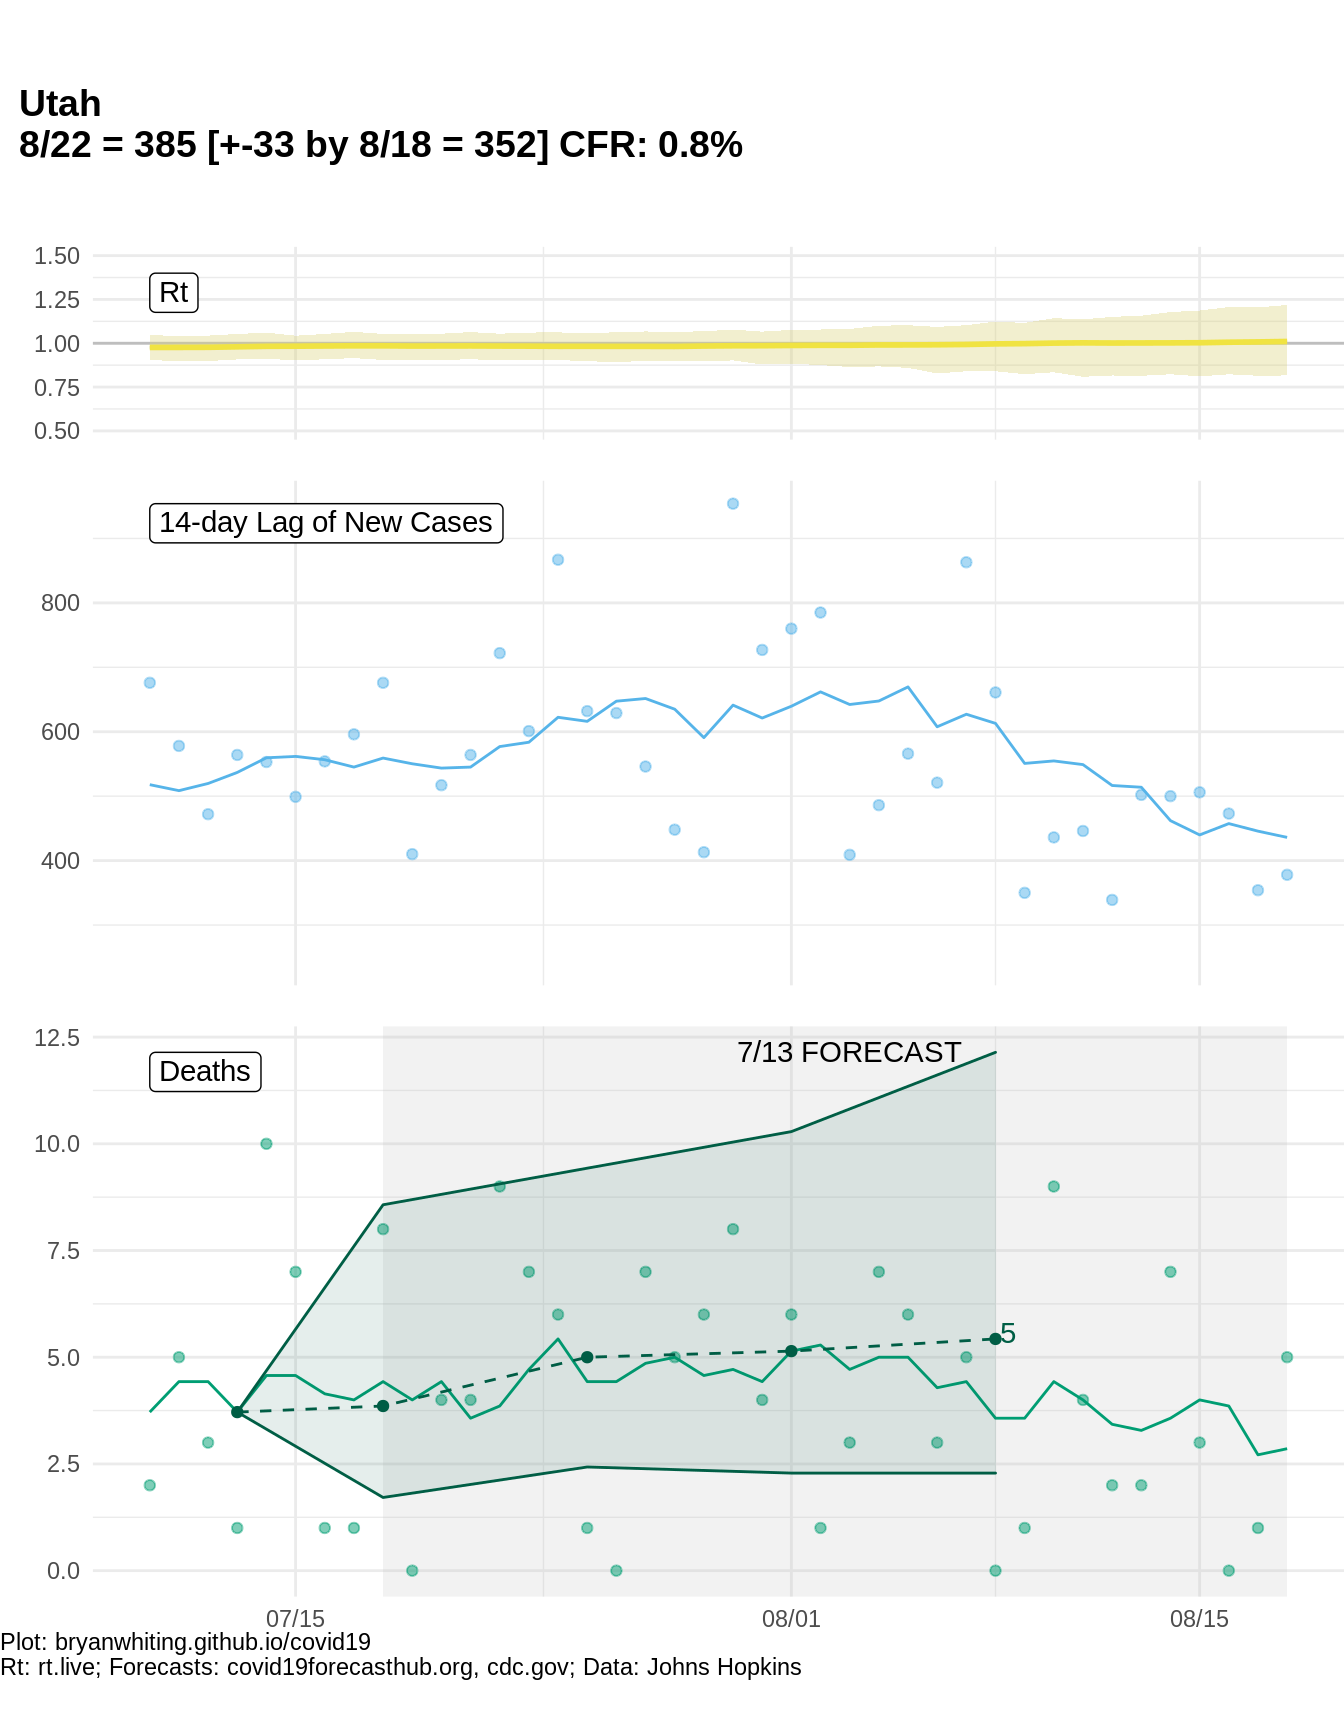 Utah
8/22 = 385 [+-33 by 8/18 = 352] CFR: 0.8%
1.50
Rt
1.25
1.00
0.75
0.50
14-day Lag of New Cases
800
600
400
12.5
7/13 FORECAST
Deaths
10.0
7.5
5
5.0
2.5
0.0
07/15 08/01 08/15
Plot: bryanwhiting.github.io/covid19
Rt: rt.live; Forecasts: covid19forecasthub.org, cdc.gov; Data: Johns Hopkins